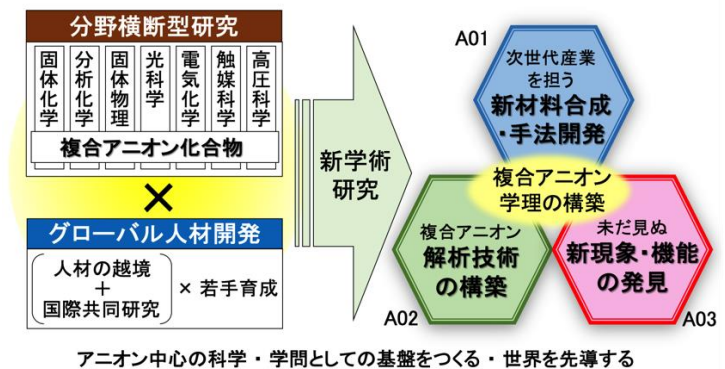 分野横断型研究
固体化学
分析化学
固体物理
光科学
電気化学
触媒科学
高圧科学
複合アニオン化合物
×
グローバル人材開発
人材の越境
+
国際共同研究
× 若手育成
新学術
研究
A01
次世代産業
を担う
新材料合成
・手法開発
複合アニオン
学理の構築
複合アニオン
解析技術
の構築
A02
未だ見ぬ
新現象・機能
の発見
A03
アニオン中心の科学・学問としての基盤をつくる・世界を先導する